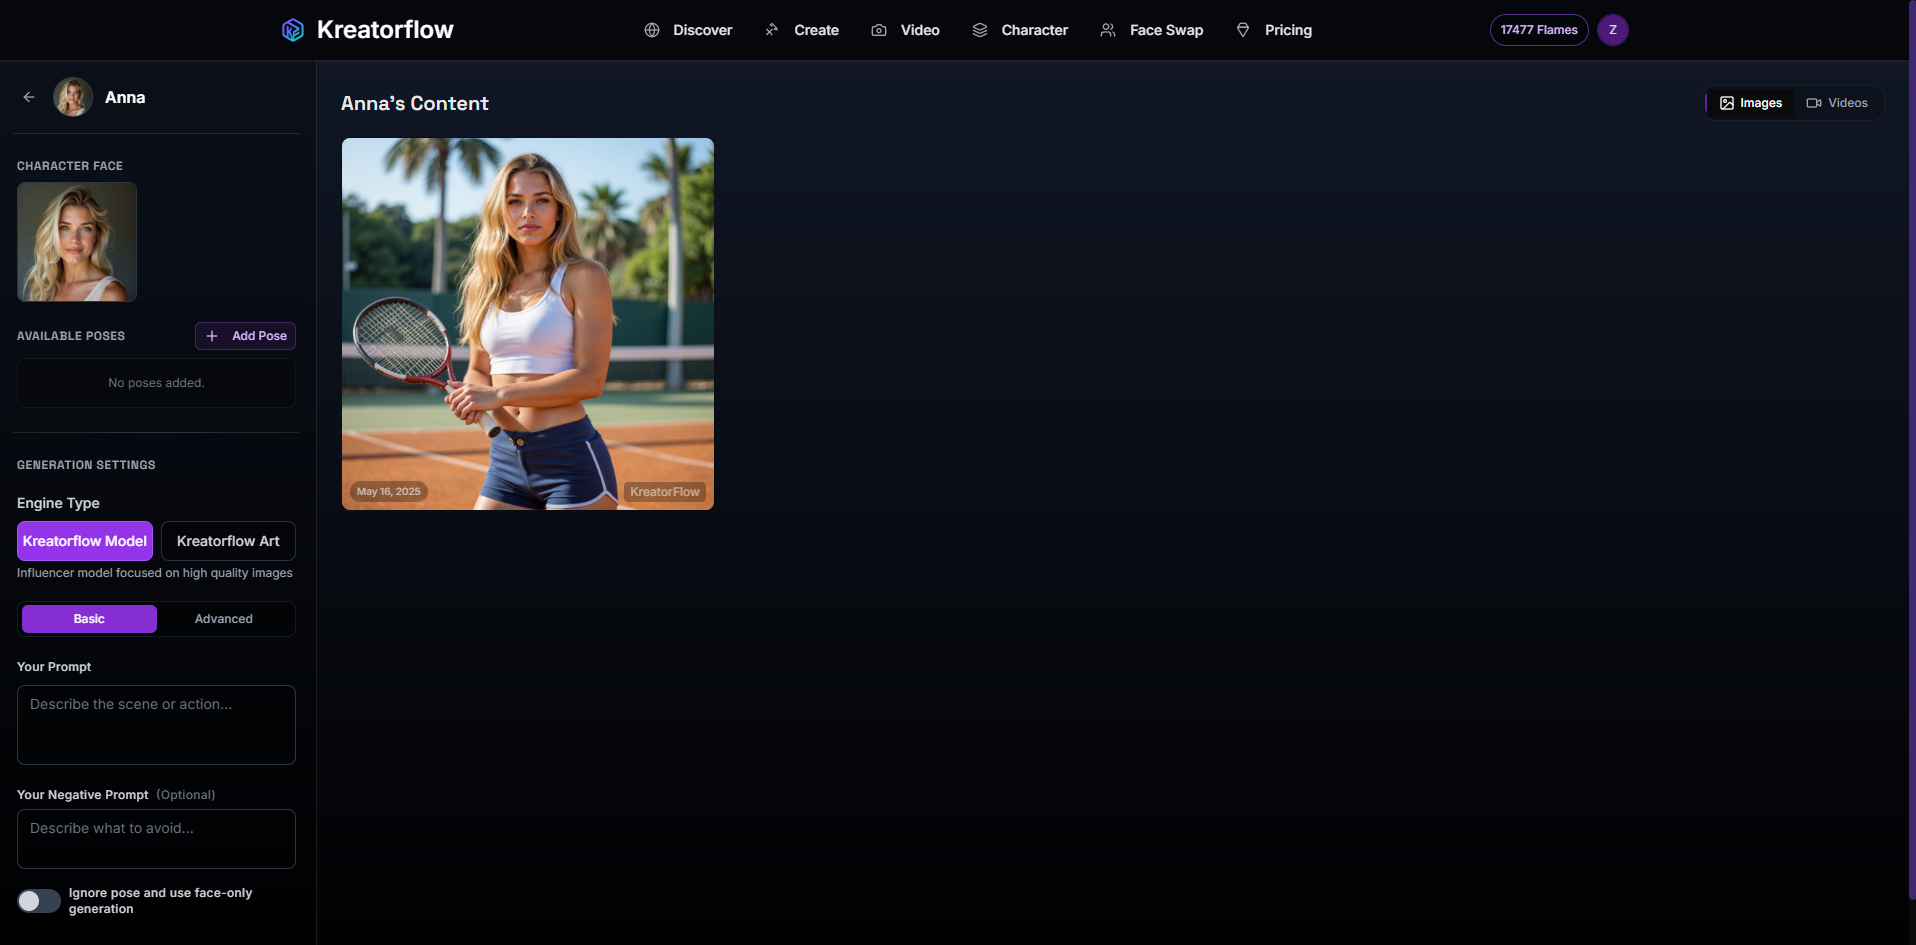 Kreatorflow
Discover
Create
Video
Character
Face Swap
Pricing
17477 Flames
Z
Anna
CHARACTER FACE
AVAILABLE POSES
Add Pose
No poses added.
GENERATION SETTINGS
Engine Type
Kreatorflow Model
Kreatorflow Art
Influencer model focused on high quality images
Basic
Advanced
Your Prompt
Describe the scene or action...
Your Negative Prompt (Optional)
Describe what to avoid...
Ignore pose and use face-only
generation
Anna's Content
Images
Videos
May 16, 2025
KreatorFlow